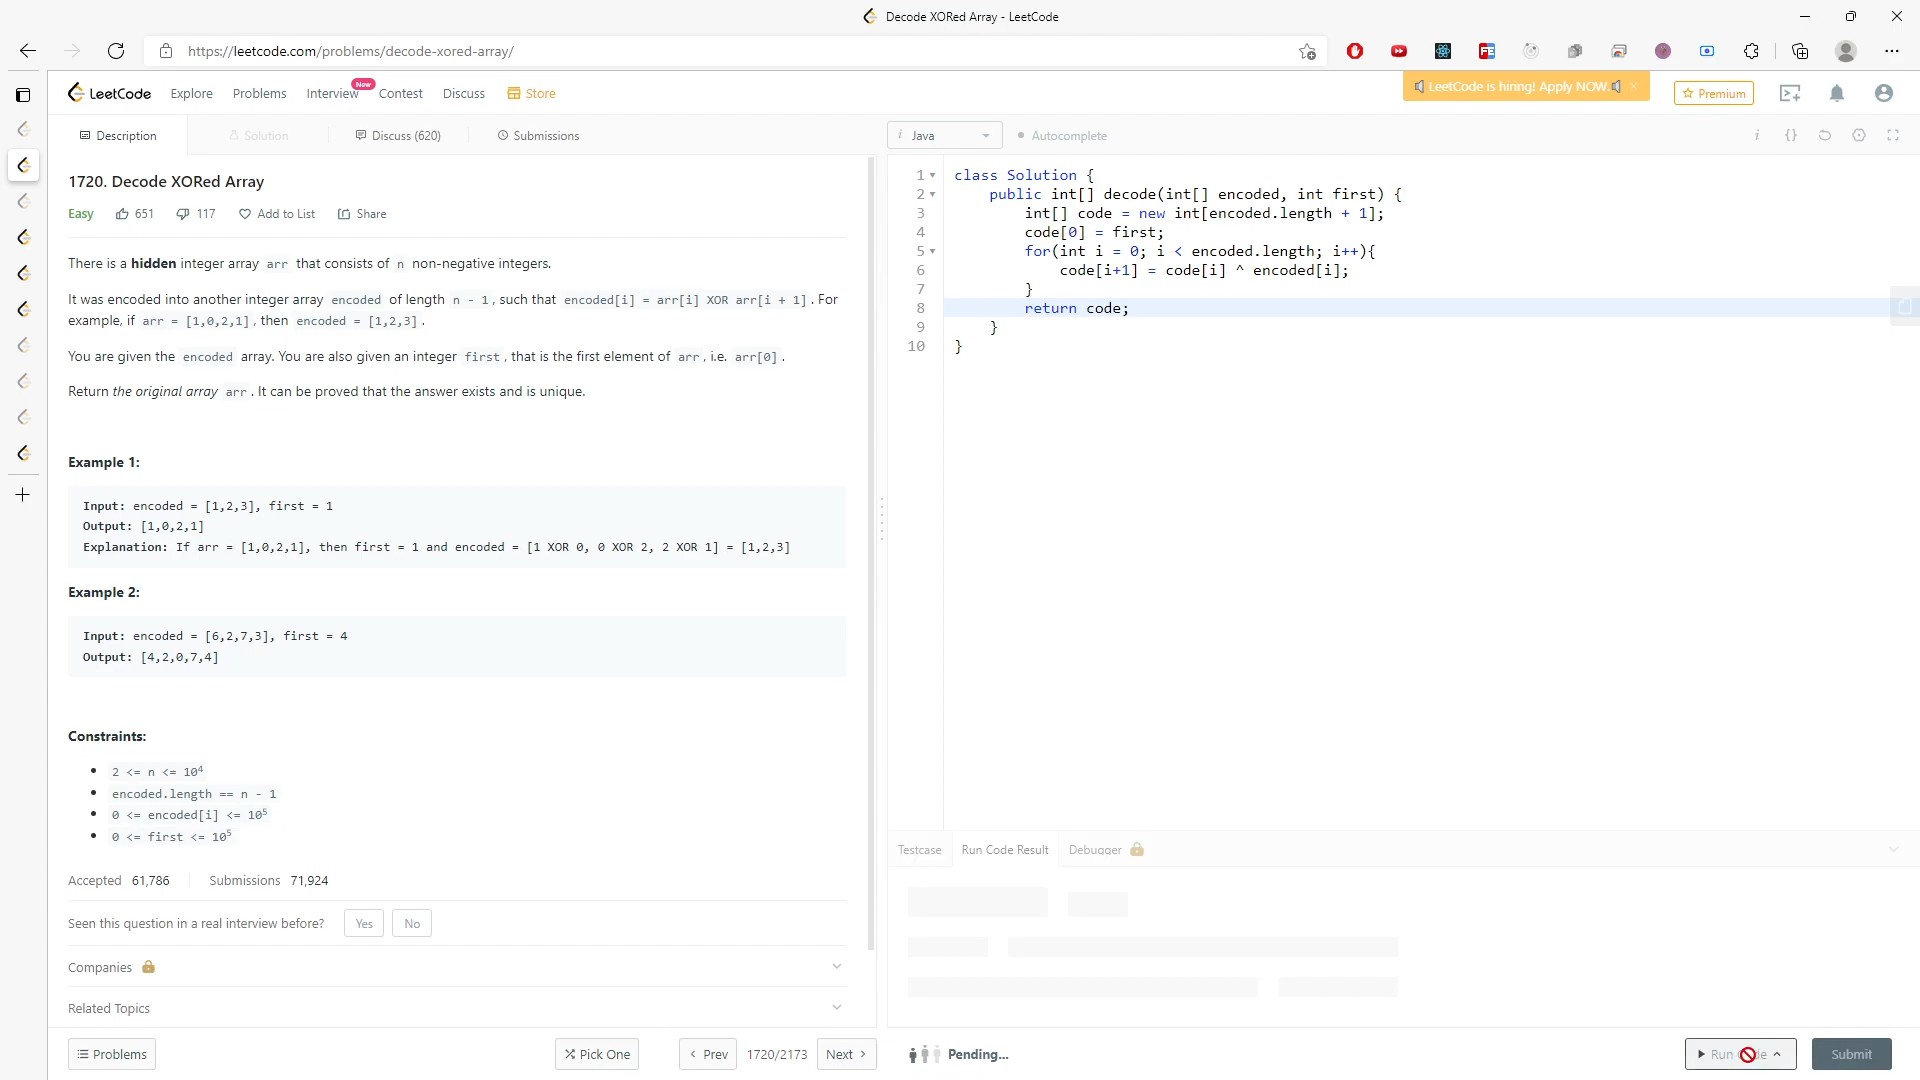 Decode XORed Array - LeetCode
https://leetcode.com/problems/decode-xored-array/
LeetCode Explore Problems Interview New Contest Discuss Store
LeetCode is hiring! Apply NOW. ×
Premium
Description Solution Discuss (620) Submissions
i Java Autocomplete
1720. Decode XORed Array
Easy 651 117 Add to List Share
There is a hidden integer array arr that consists of n non-negative integers.
It was encoded into another integer array encoded of length n - 1, such that encoded[i] = arr[i] XOR arr[i + 1]. For
example, if arr = [1,0,2,1], then encoded = [1,2,3].
You are given the encoded array. You are also given an integer first, that is the first element of arr, i.e. arr[0].
Return the original array arr. It can be proved that the answer exists and is unique.
Example 1:
Input: encoded = [1,2,3], first = 1
Output: [1,0,2,1]
Explanation: If arr = [1,0,2,1], then first = 1 and encoded = [1 XOR 0, 0 XOR 2, 2 XOR 1] = [1,2,3]
Example 2:
Input: encoded = [6,2,7,3], first = 4
Output: [4,2,0,7,4]
Constraints:
2 <= n <= 10⁴
encoded.length == n - 1
0 <= encoded[i] <= 10⁵
0 <= first <= 10⁵
Accepted 61,786 Submissions 71,924
Seen this question in a real interview before? Yes No
Companies
Related Topics
Problems Pick One Prev 1720/2173 Next
1 class Solution {
2 public int[] decode(int[] encoded, int first) {
3 int[] code = new int[encoded.length + 1];
4 code[0] = first;
5 for(int i = 0; i < encoded.length; i++){
6 code[i+1] = code[i] ^ encoded[i];
7 }
8 return code;
9 }
10 }
Testcase Run Code Result Debugger
Pending...
Run Submit